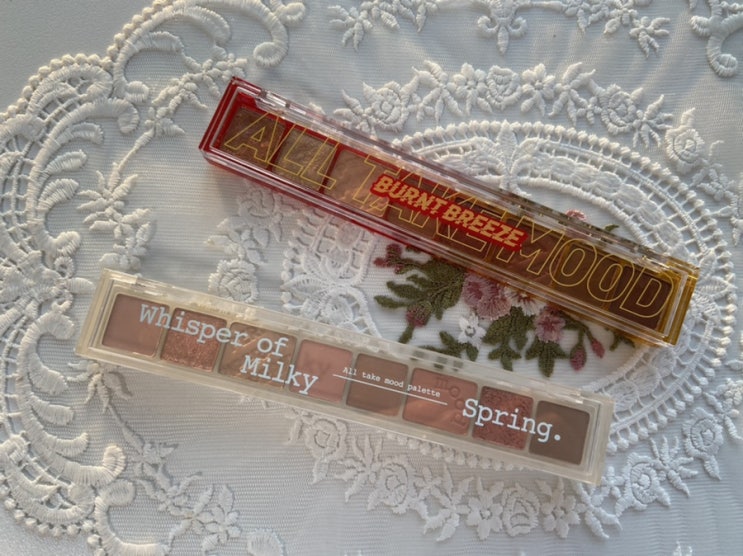 ALL TAKE MOOD
BURNT BREEZE
Whisper of
Milky
All take mood palette
Spring.